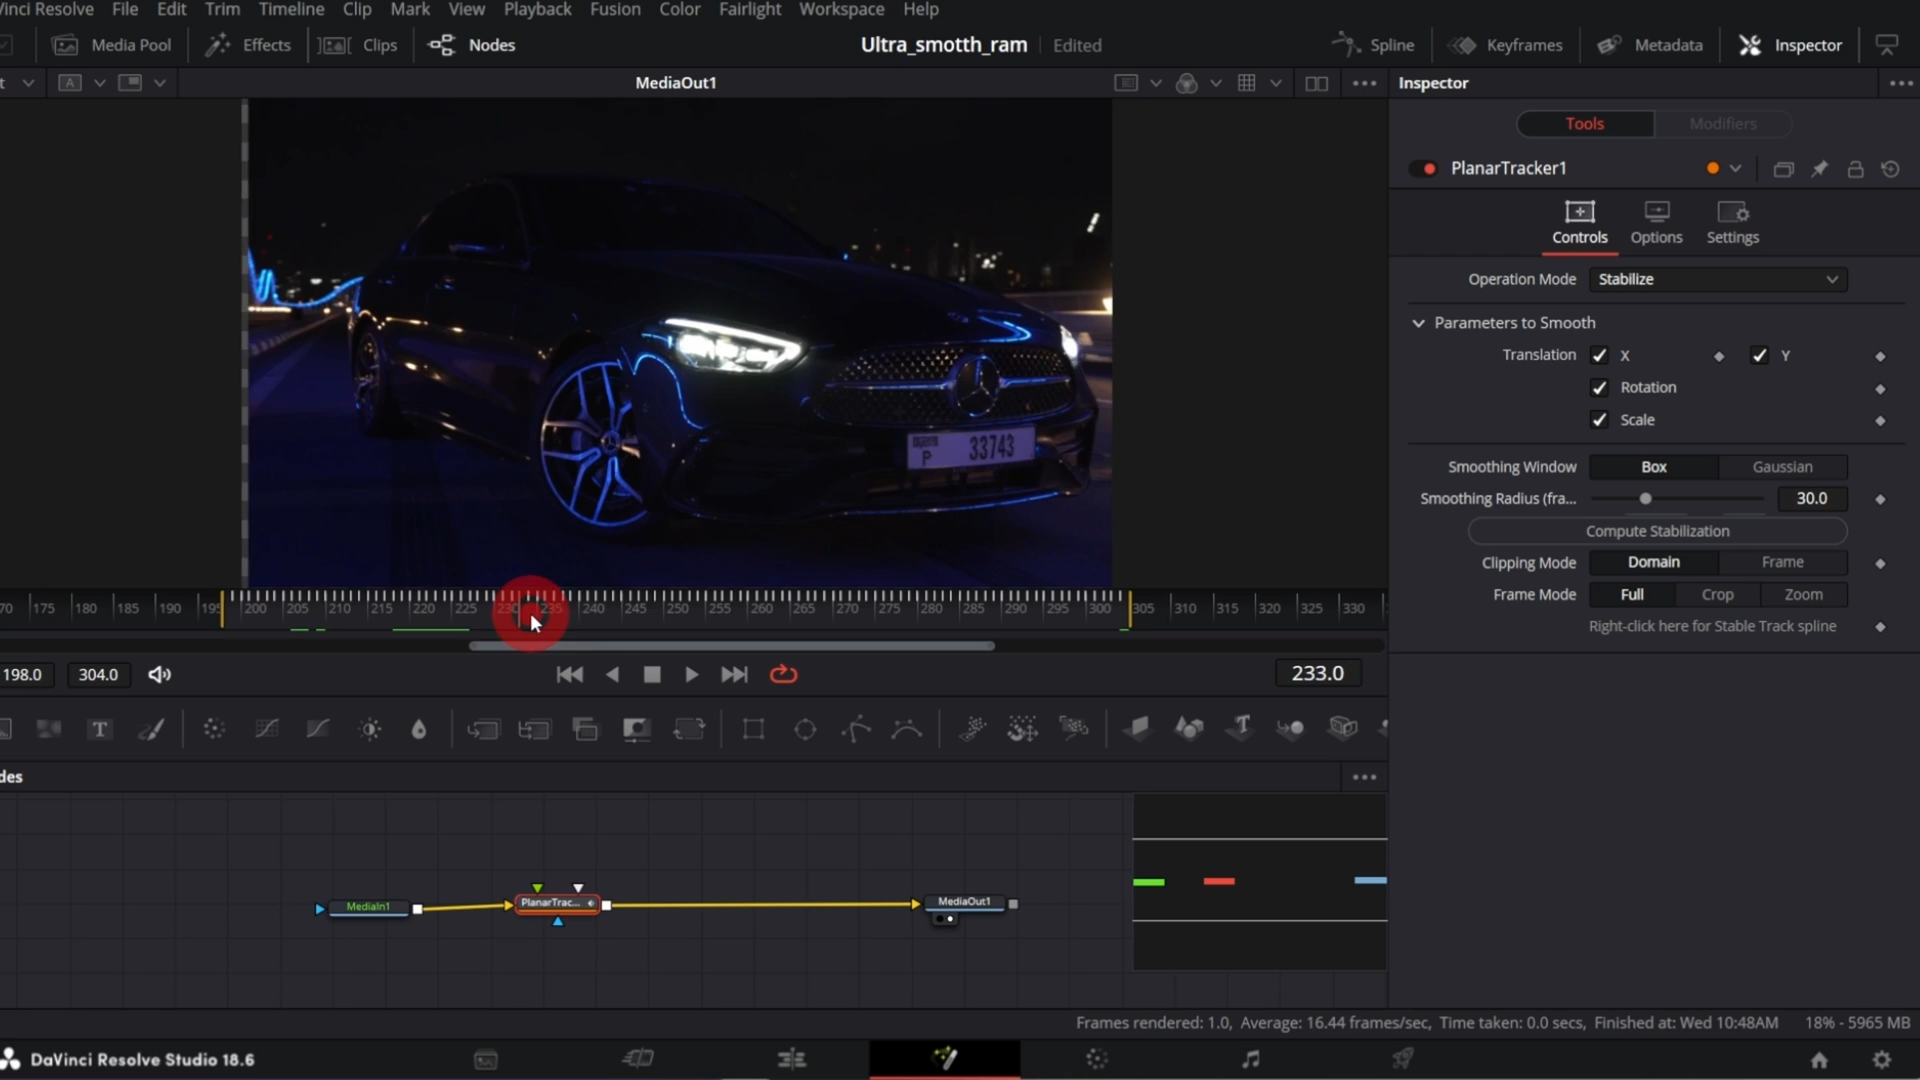 inci Resolve File Edit Trim Timeline Clip Mark View Playback Fusion Color Fairlight Workspace Help
Media Pool Effects Clips Nodes Ultra_smotth_ram Edited Spline Keyframes Metadata Inspector
t A MediaOut1 Inspector
Tools Modifiers
PlanarTracker1
Controls Options Settings
Operation Mode Stabilize
Parameters to Smooth
Translation X Y
Rotation
Scale
P 33743
Smoothing Window Box Gaussian
Smoothing Radius (fra... 30.0
Compute Stabilization
Clipping Mode Domain Frame
Frame Mode Full Crop Zoom
Right-click here for Stable Track spline
70 175 180 185 190 195 200 205 210 215 220 225 230 235 240 245 250 255 260 265 270 275 280 285 290 295 300 305 310 315 320 325 330
198.0 304.0 233.0
des
MediaIn1 PlanarTrac... MediaOut1
Frames rendered: 1.0, Average: 16.44 frames/sec, Time taken: 0.0 secs, Finished at: Wed 10:48AM 18% - 5965 MB
DaVinci Resolve Studio 18.6